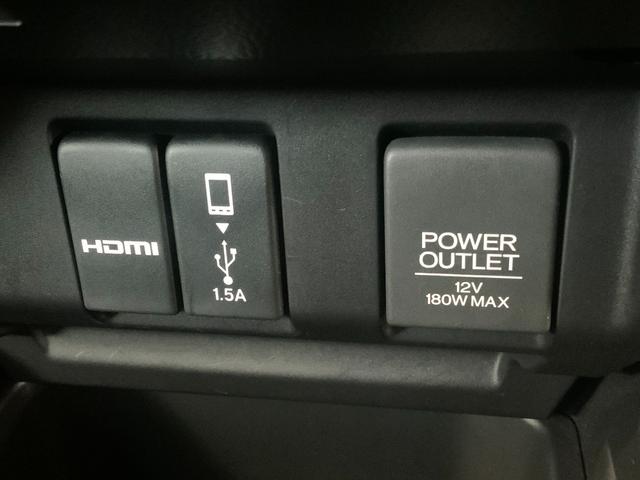 HDMI
1.5A
POWER
OUTLET
12V
180W MAX